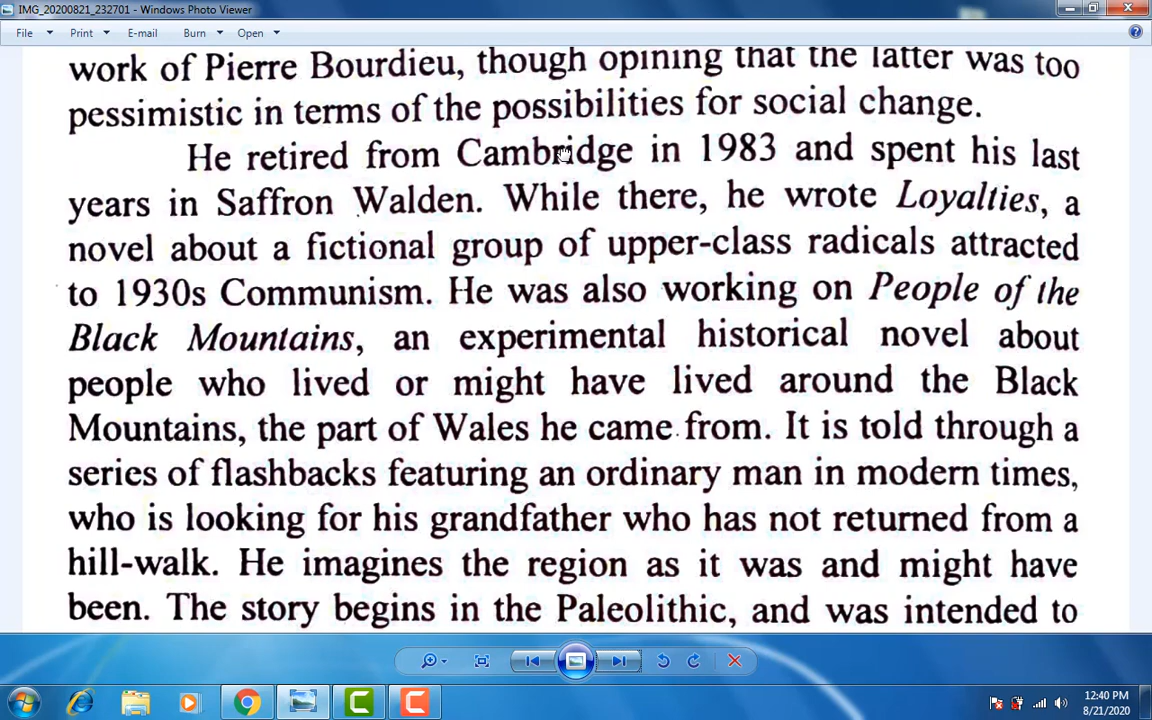 IMG_20200821_232701 - Windows Photo Viewer
File Print E-mail Burn Open
work of Pierre Bourdieu, though opining that the latter was too
pessimistic in terms of the possibilities for social change.
He retired from Cambridge in 1983 and spent his last
years in Saffron Walden. While there, he wrote Loyalties, a
novel about a fictional group of upper-class radicals attracted
to 1930s Communism. He was also working on People of the
Black Mountains, an experimental historical novel about
people who lived or might have lived around the Black
Mountains, the part of Wales he came from. It is told through a
series of flashbacks featuring an ordinary man in modern times,
who is looking for his grandfather who has not returned from a
hill-walk. He imagines the region as it was and might have
been. The story begins in the Paleolithic, and was intended to
12:40 PM
8/21/2020